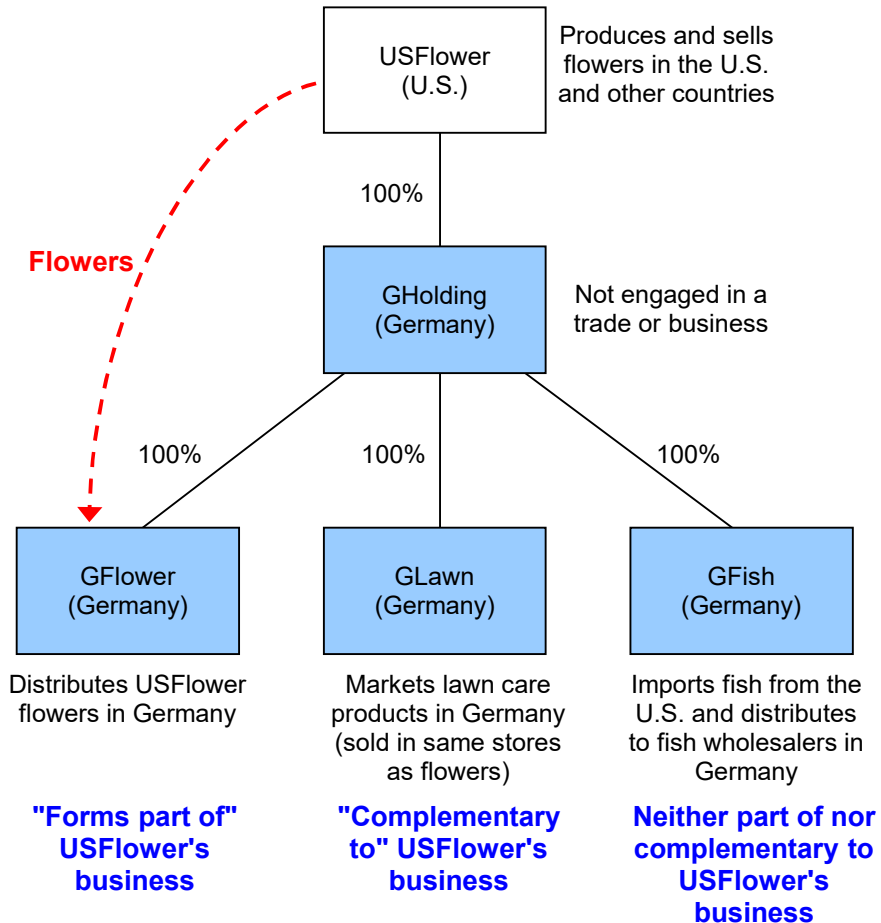 USFlower
(U.S.)
Produces and sells
flowers in the U.S.
and other countries
100%
Flowers
GHolding
(Germany)
Not engaged in a
trade or business
100%
100%
100%
GFlower
(Germany)
GLawn
(Germany)
GFish
(Germany)
Distributes USFlower
flowers in Germany
Markets lawn care
products in Germany
(sold in same stores
as flowers)
Imports fish from the
U.S. and distributes
to fish wholesalers in
Germany
"Forms part of"
USFlower's
business
"Complementary
to" USFlower's
business
Neither part of nor
complementary to
USFlower's
business